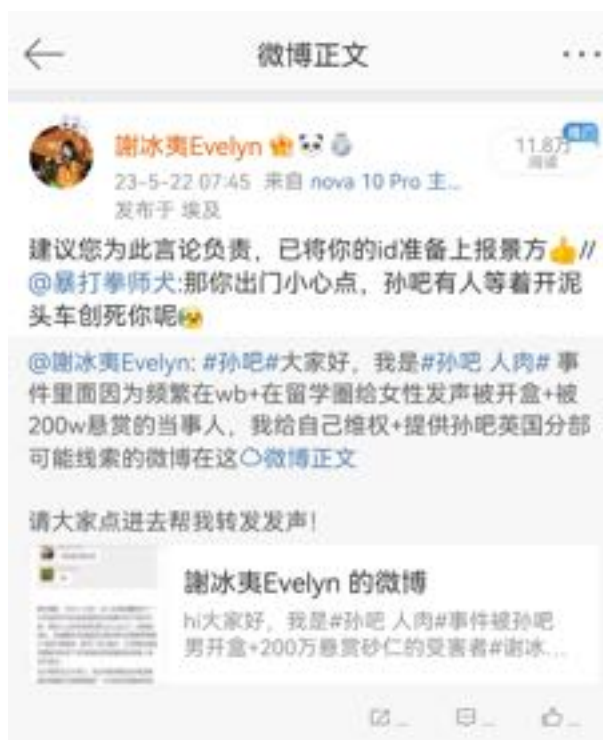 微博正文
謝冰夷Evelyn
11.8万
阅读
23-5-22 07:45 来自 nova 10 Pro 主...
发布于 埃及
建议您为此言论负责，已将你的id准备上报景方//
@暴打拳师犬:那你出门小心点，孙吧有人等着开泥
头车创死你呢
@謝冰夷Evelyn: #孙吧#大家好，我是#孙吧 人肉# 事
件里面因为频繁在wb+在留学圈给女性发声被开盒+被
200w悬赏的当事人，我给自己维权+提供孙吧英国分部
可能线索的微博在这微博正文
请大家点进去帮我转发发声！
謝冰夷Evelyn 的微博
hi大家好，我是#孙吧 人肉#事件被孙吧
男开盒+200万悬赏砂仁的受害者#谢冰...